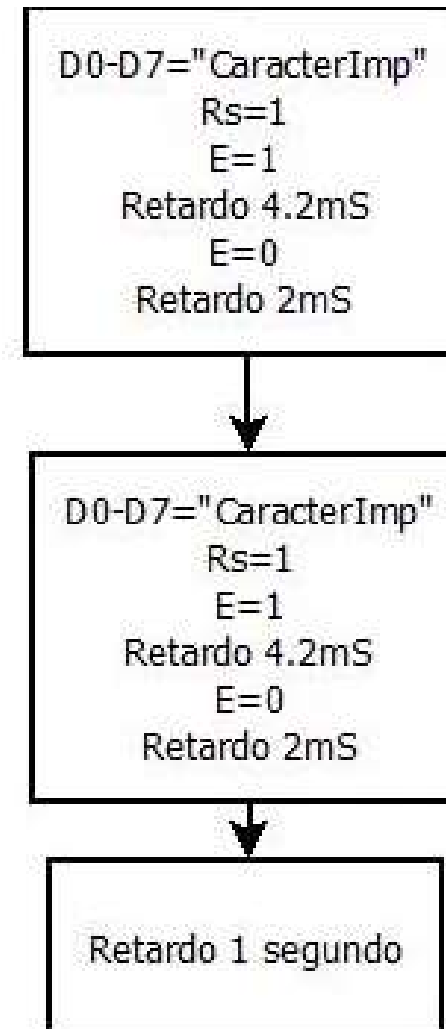 D0-D7="CaracterImp"
Rs=1
E=1
Retardo 4.2mS
E=0
Retardo 2mS
D0-D7="CaracterImp"
Rs=1
E=1
Retardo 4.2mS
E=0
Retardo 2mS
Retardo 1 segundo